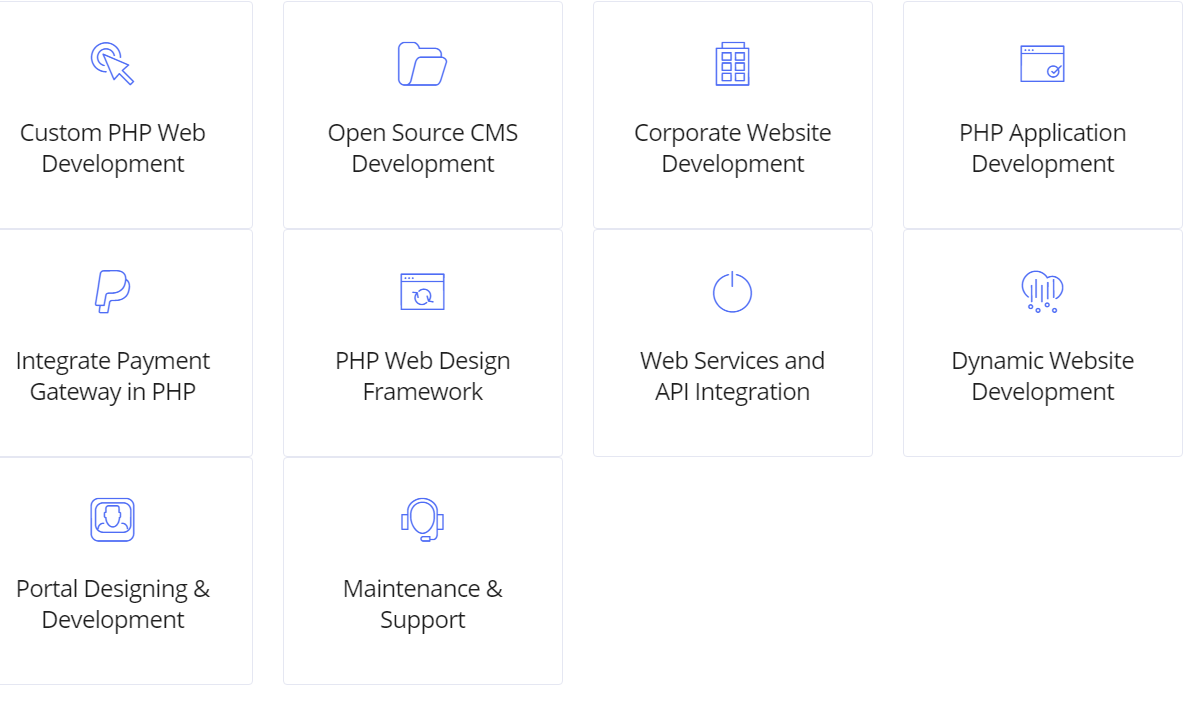 Custom PHP Web
Development
Open Source CMS
Development
Corporate Website
Development
PHP Application
Development
Integrate Payment
Gateway in PHP
PHP Web Design
Framework
Web Services and
API Integration
Dynamic Website
Development
Portal Designing &
Development
Maintenance &
Support